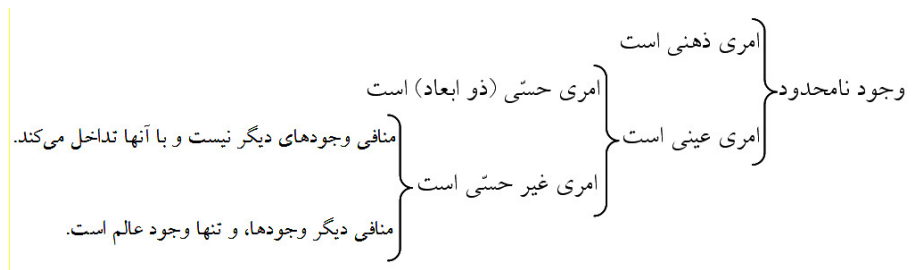 امری ذهنی است
وجود نامحدود
امری حسّی (ذو ابعاد) است
امری عینی است
منافی وجودهای دیگر نیست و با آنها تداخل می‌کند.
امری غیر حسّی است
منافی دیگر وجودها، و تنها وجود عالم است.